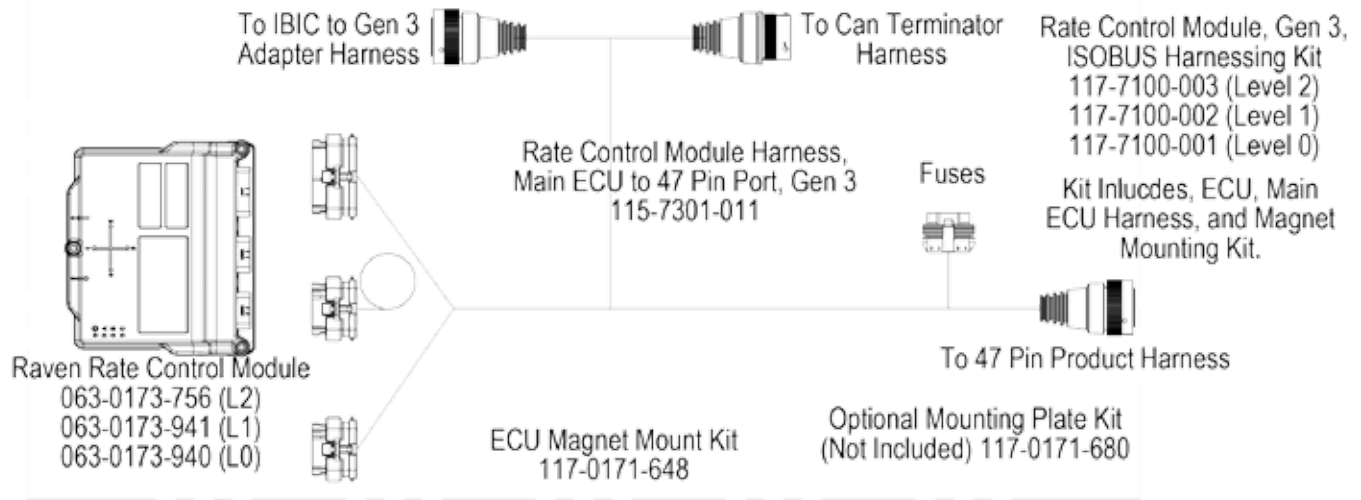 To IBIC to Gen 3
Adapter Harness
To Can Terminator
Harness
Rate Control Module, Gen 3,
ISOBUS Harnessing Kit
117-7100-003 (Level 2)
117-7100-002 (Level 1)
117-7100-001 (Level 0)
Kit Inlucdes, ECU, Main
ECU Harness, and Magnet
Mounting Kit.
Rate Control Module Harness,
Main ECU to 47 Pin Port, Gen 3
115-7301-011
Fuses
To 47 Pin Product Harness
Raven Rate Control Module
063-0173-756 (L2)
063-0173-941 (L1)
063-0173-940 (L0)
ECU Magnet Mount Kit
117-0171-648
Optional Mounting Plate Kit
(Not Included) 117-0171-680